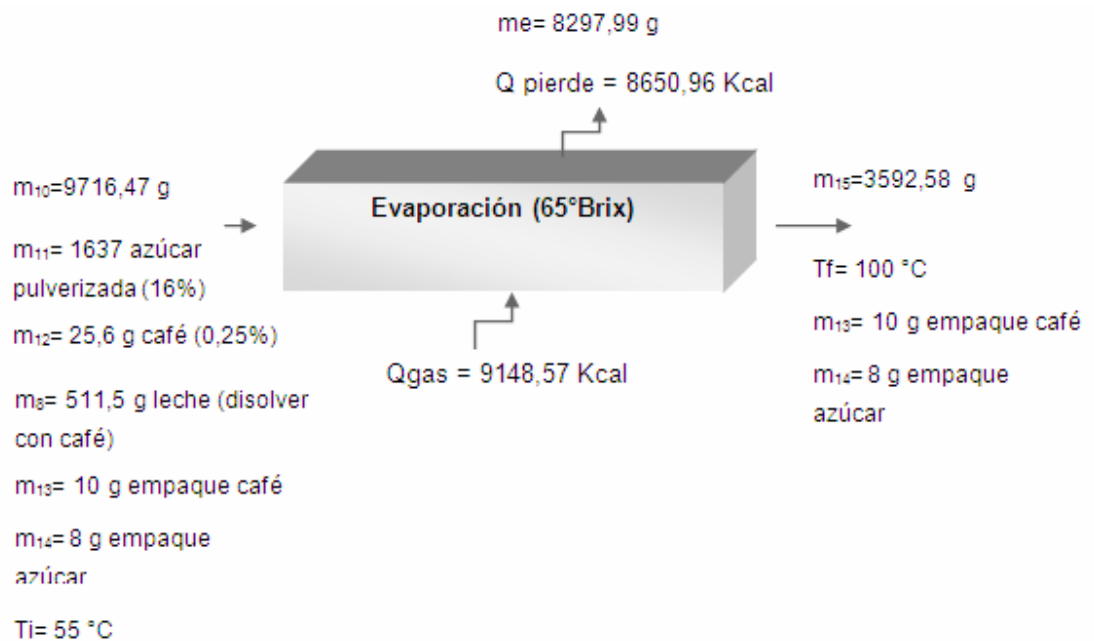 me= 8297,99 g
Q pierde = 8650,96 Kcal
m₁₀=9716,47 g
m₁₁= 1637 azúcar
pulverizada (16%)
m₁₂= 25,6 g café (0,25%)
m₈= 511,5 g leche (disolver
con café)
m₁₃= 10 g empaque café
m₁₄= 8 g empaque
azúcar
Ti= 55 °C
Evaporación (65°Brix)
Qgas = 9148,57 Kcal
m₁₅=3592,58 g
Tf= 100 °C
m₁₃= 10 g empaque café
m₁₄= 8 g empaque
azúcar